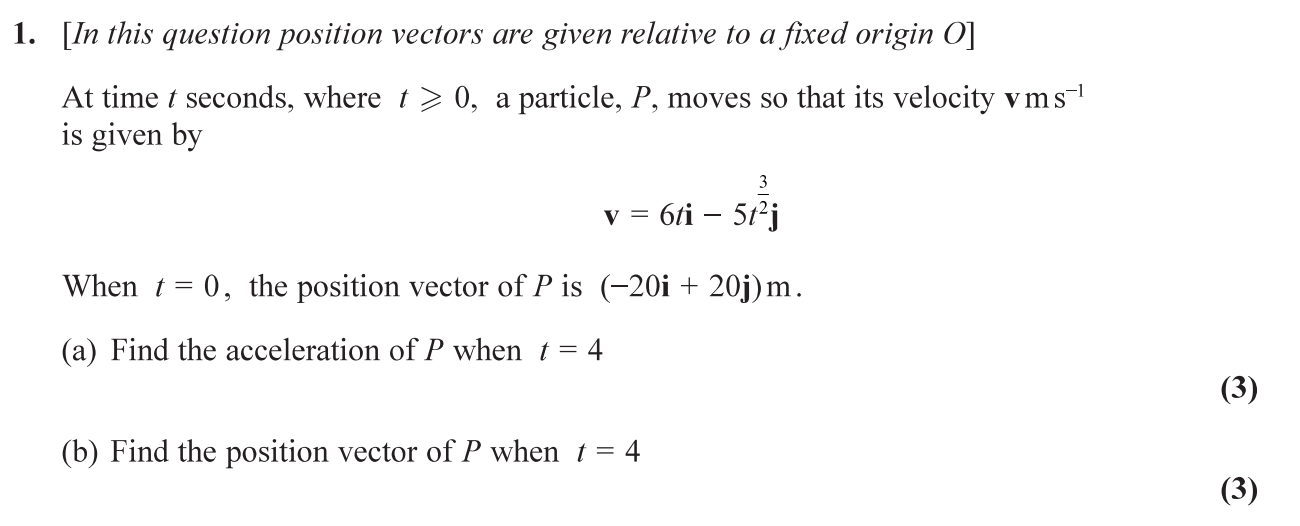 1. [In this question position vectors are given relative to a fixed origin O]
At time t seconds, where t ⩾ 0, a particle, P, moves so that its velocity v m s⁻¹
is given by
v = 6ti − 5t^{3/2}j
When t = 0, the position vector of P is (−20i + 20j) m.
(a) Find the acceleration of P when t = 4
(3)
(b) Find the position vector of P when t = 4
(3)